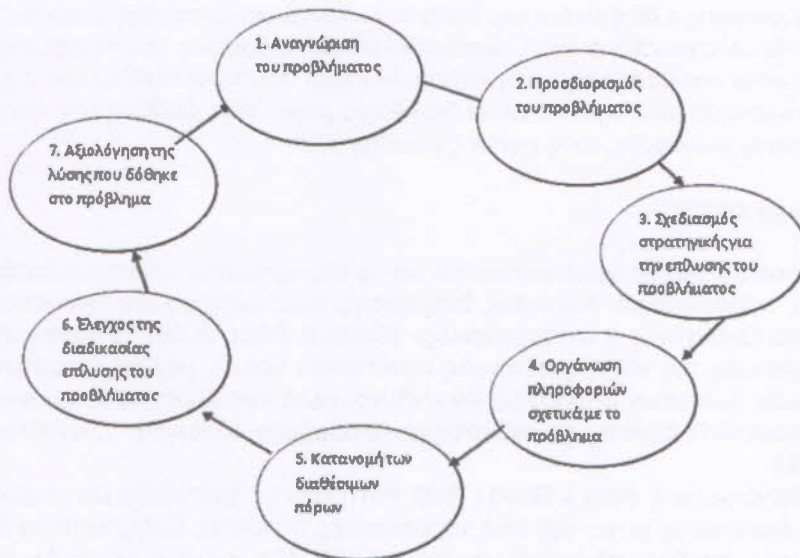 1. Αναγνώριση
του προβλήματος
2. Προσδιορισμός
του προβλήματος
3. Σχεδιασμός
στρατηγικής για
την επίλυσης του
προβλήματος
4. Οργάνωση
πληροφοριών
σχετικά με το
πρόβλημα
5. Κατανομή των
διαθέσιμων
πόρων
6. Έλεγχος της
διαδικασίας
επίλυσης του
προβλήματος
7. Αξιολόγηση της
λύσης που δόθηκε
στο πρόβλημα